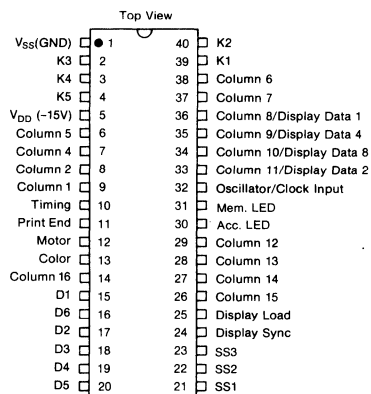 Top View
VSS(GND) 1 40 K2
K3 2 39 K1
K4 3 38 Column 6
K5 4 37 Column 7
VDD (-15V) 5 36 Column 8/Display Data 1
Column 5 6 35 Column 9/Display Data 4
Column 4 7 34 Column 10/Display Data 8
Column 2 8 33 Column 11/Display Data 2
Column 1 9 32 Oscillator/Clock Input
Timing 10 31 Mem. LED
Print End 11 30 Acc. LED
Motor 12 29 Column 12
Color 13 28 Column 13
Column 16 14 27 Column 14
D1 15 26 Column 15
D6 16 25 Display Load
D2 17 24 Display Sync
D3 18 23 SS3
D4 19 22 SS2
D5 20 21 SS1